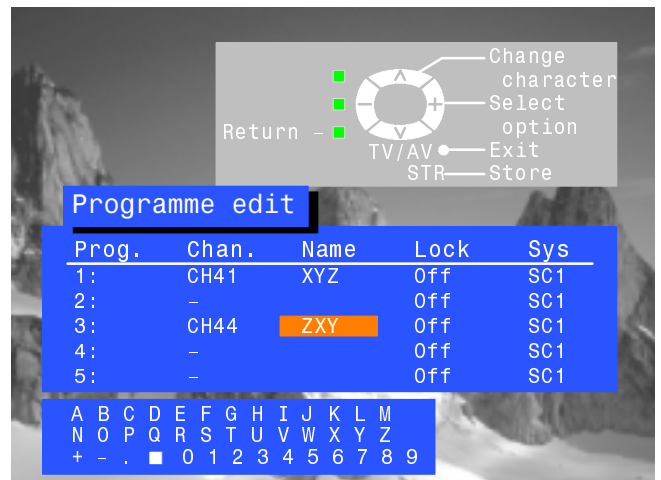 Change
character
Select
option
Return –
TV/AV
Exit
STR
Store
Programme edit
Prog. Chan. Name Lock Sys
1: CH41 XYZ Off SC1
2: – Off SC1
3: CH44 ZXY Off SC1
4: – Off SC1
5: – Off SC1
A B C D E F G H I J K L M
N O P Q R S T U V W X Y Z
+ – . ■ 0 1 2 3 4 5 6 7 8 9